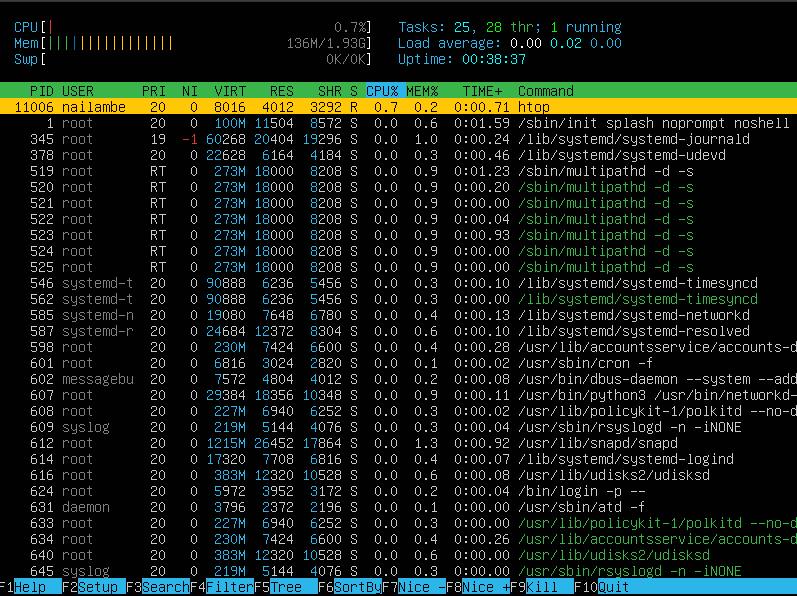 CPU[| 0.7%] Tasks: 25, 28 thr; 1 running
Mem[|||||||||||||||| 136M/1.93G] Load average: 0.00 0.02 0.00
Swp[ 0K/0K] Uptime: 00:38:37
PID USER PRI NI VIRT RES SHR S CPU% MEM% TIME+ Command
11006 nailambe 20 0 8016 4012 3292 R 0.7 0.2 0:00.71 htop
1 root 20 0 100M 11504 8572 S 0.0 0.6 0:01.59 /sbin/init splash noprompt noshell
345 root 19 -1 60268 20404 19296 S 0.0 1.0 0:00.24 /lib/systemd/systemd-journald
378 root 20 0 22628 6164 4184 S 0.0 0.3 0:00.46 /lib/systemd/systemd-udevd
519 root RT 0 273M 18000 8208 S 0.0 0.9 0:01.23 /sbin/multipathd -d -s
520 root RT 0 273M 18000 8208 S 0.0 0.9 0:00.20 /sbin/multipathd -d -s
521 root RT 0 273M 18000 8208 S 0.0 0.9 0:00.00 /sbin/multipathd -d -s
522 root RT 0 273M 18000 8208 S 0.0 0.9 0:00.04 /sbin/multipathd -d -s
523 root RT 0 273M 18000 8208 S 0.0 0.9 0:00.93 /sbin/multipathd -d -s
524 root RT 0 273M 18000 8208 S 0.0 0.9 0:00.00 /sbin/multipathd -d -s
525 root RT 0 273M 18000 8208 S 0.0 0.9 0:00.00 /sbin/multipathd -d -s
546 systemd-t 20 0 90888 6236 5456 S 0.0 0.3 0:00.10 /lib/systemd/systemd-timesyncd
562 systemd-t 20 0 90888 6236 5456 S 0.0 0.3 0:00.00 /lib/systemd/systemd-timesyncd
585 systemd-n 20 0 19080 7648 6780 S 0.0 0.4 0:00.13 /lib/systemd/systemd-networkd
587 systemd-r 20 0 24684 12372 8304 S 0.0 0.6 0:00.10 /lib/systemd/systemd-resolved
598 root 20 0 230M 7424 6600 S 0.0 0.4 0:00.28 /usr/lib/accountsservice/accounts-d
601 root 20 0 6816 3024 2820 S 0.0 0.1 0:00.02 /usr/sbin/cron -f
602 messagebu 20 0 7572 4804 4012 S 0.0 0.2 0:00.08 /usr/bin/dbus-daemon --system --add
607 root 20 0 29384 18356 10348 S 0.0 0.9 0:00.11 /usr/bin/python3 /usr/bin/networkd-
608 root 20 0 227M 6940 6252 S 0.0 0.3 0:00.02 /usr/lib/policykit-1/polkitd --no-d
609 syslog 20 0 219M 5144 4076 S 0.0 0.3 0:00.04 /usr/sbin/rsyslogd -n -iNONE
612 root 20 0 1215M 26452 17864 S 0.0 1.3 0:00.92 /usr/lib/snapd/snapd
614 root 20 0 17320 7708 6816 S 0.0 0.4 0:00.07 /lib/systemd/systemd-logind
616 root 20 0 383M 12320 10528 S 0.0 0.6 0:00.08 /usr/lib/udisks2/udisksd
624 root 20 0 5972 3952 3172 S 0.0 0.2 0:00.04 /bin/login -p --
631 daemon 20 0 3796 2372 2196 S 0.0 0.1 0:00.00 /usr/sbin/atd -f
633 root 20 0 227M 6940 6252 S 0.0 0.3 0:00.00 /usr/lib/policykit-1/polkitd --no-d
634 root 20 0 230M 7424 6600 S 0.0 0.4 0:00.26 /usr/lib/accountsservice/accounts-d
640 root 20 0 383M 12320 10528 S 0.0 0.6 0:00.00 /usr/lib/udisks2/udisksd
645 syslog 20 0 219M 5144 4076 S 0.0 0.3 0:00.00 /usr/sbin/rsyslogd -n -iNONE
F1Help F2Setup F3SearchF4FilterF5Tree F6SortByF7Nice -F8Nice +F9Kill F10Quit